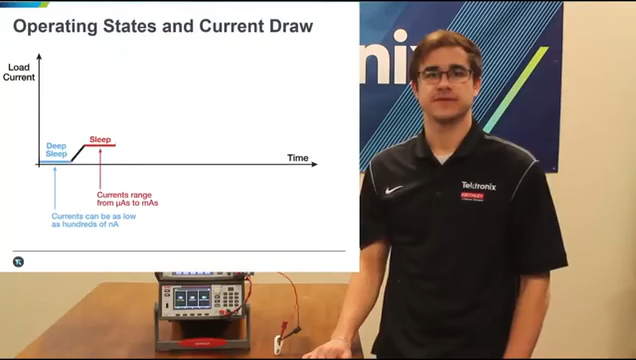 Operating States and Current Draw
Load
Current
Deep
Sleep
Sleep
Time
Currents range
from µAs to mAs
Currents can be as low
as hundreds of nA
Tektronix
KEITHLEY